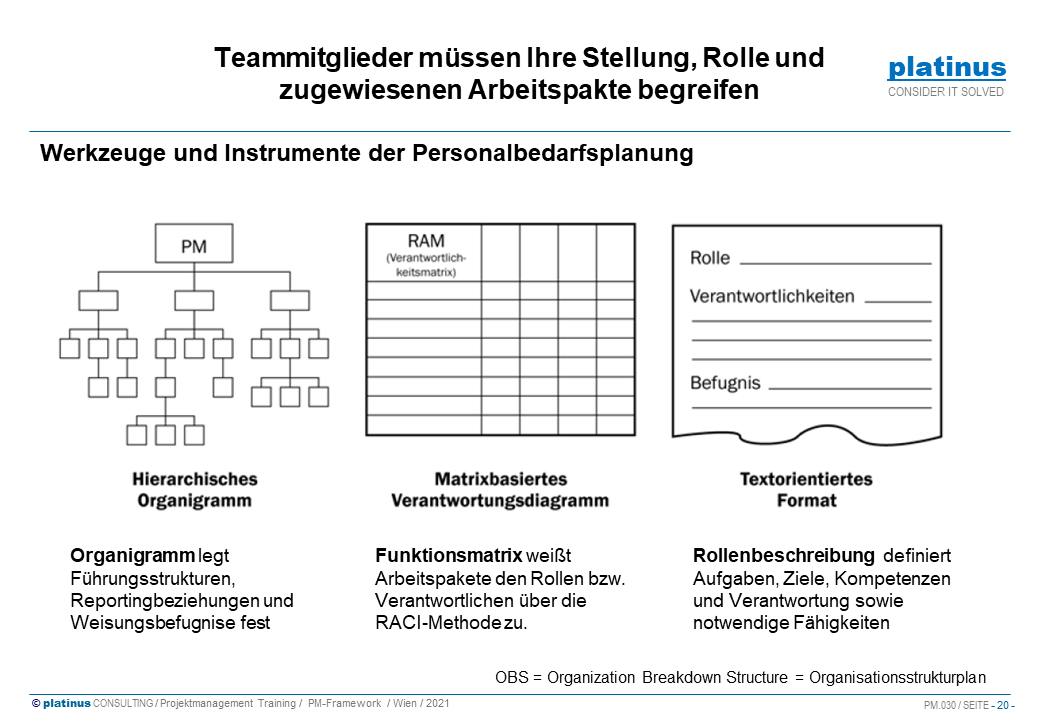 Teammitglieder müssen Ihre Stellung, Rolle und
zugewiesenen Arbeitspakte begreifen
platinus
CONSIDER IT SOLVED
Werkzeuge und Instrumente der Personalbedarfsplanung
PM
RAM
(Verantwortlich-
keitsmatrix)
Rolle
Verantwortlichkeiten
Befugnis
Hierarchisches
Organigramm
Matrixbasiertes
Verantwortungsdiagramm
Textorientiertes
Format
Organigramm legt
Führungsstrukturen,
Reportingbeziehungen und
Weisungsbefugnise fest
Funktionsmatrix weißt
Arbeitspakete den Rollen bzw.
Verantwortlichen über die
RACI-Methode zu.
Rollenbeschreibung definiert
Aufgaben, Ziele, Kompetenzen
und Verantwortung sowie
notwendige Fähigkeiten
OBS = Organization Breakdown Structure = Organisationsstrukturplan
© platinus CONSULTING / Projektmanagement Training / PM-Framework / Wien / 2021
PM.030 / SEITE - 20 -